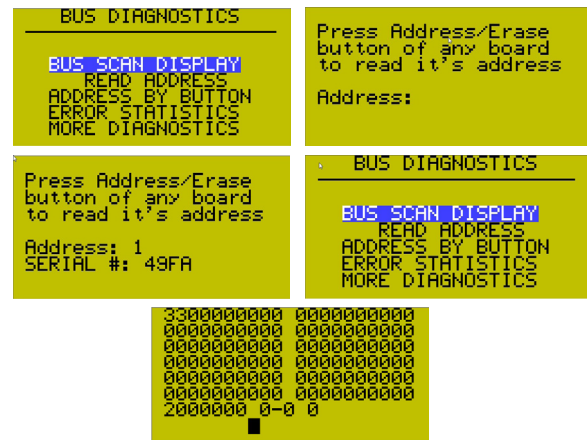 BUS DIAGNOSTICS
BUS SCAN DISPLAY
READ ADDRESS
ADDRESS BY BUTTON
ERROR STATISTICS
MORE DIAGNOSTICS
Press Address/Erase
button of any board
to read it's address
Address:
Press Address/Erase
button of any board
to read it's address
Address: 1
SERIAL #: 49FA
BUS DIAGNOSTICS
BUS SCAN DISPLAY
READ ADDRESS
ADDRESS BY BUTTON
ERROR STATISTICS
MORE DIAGNOSTICS
3300000000 0000000000
0000000000 0000000000
0000000000 0000000000
0000000000 0000000000
0000000000 0000000000
0000000000 0000000000
2000000 0-0 0